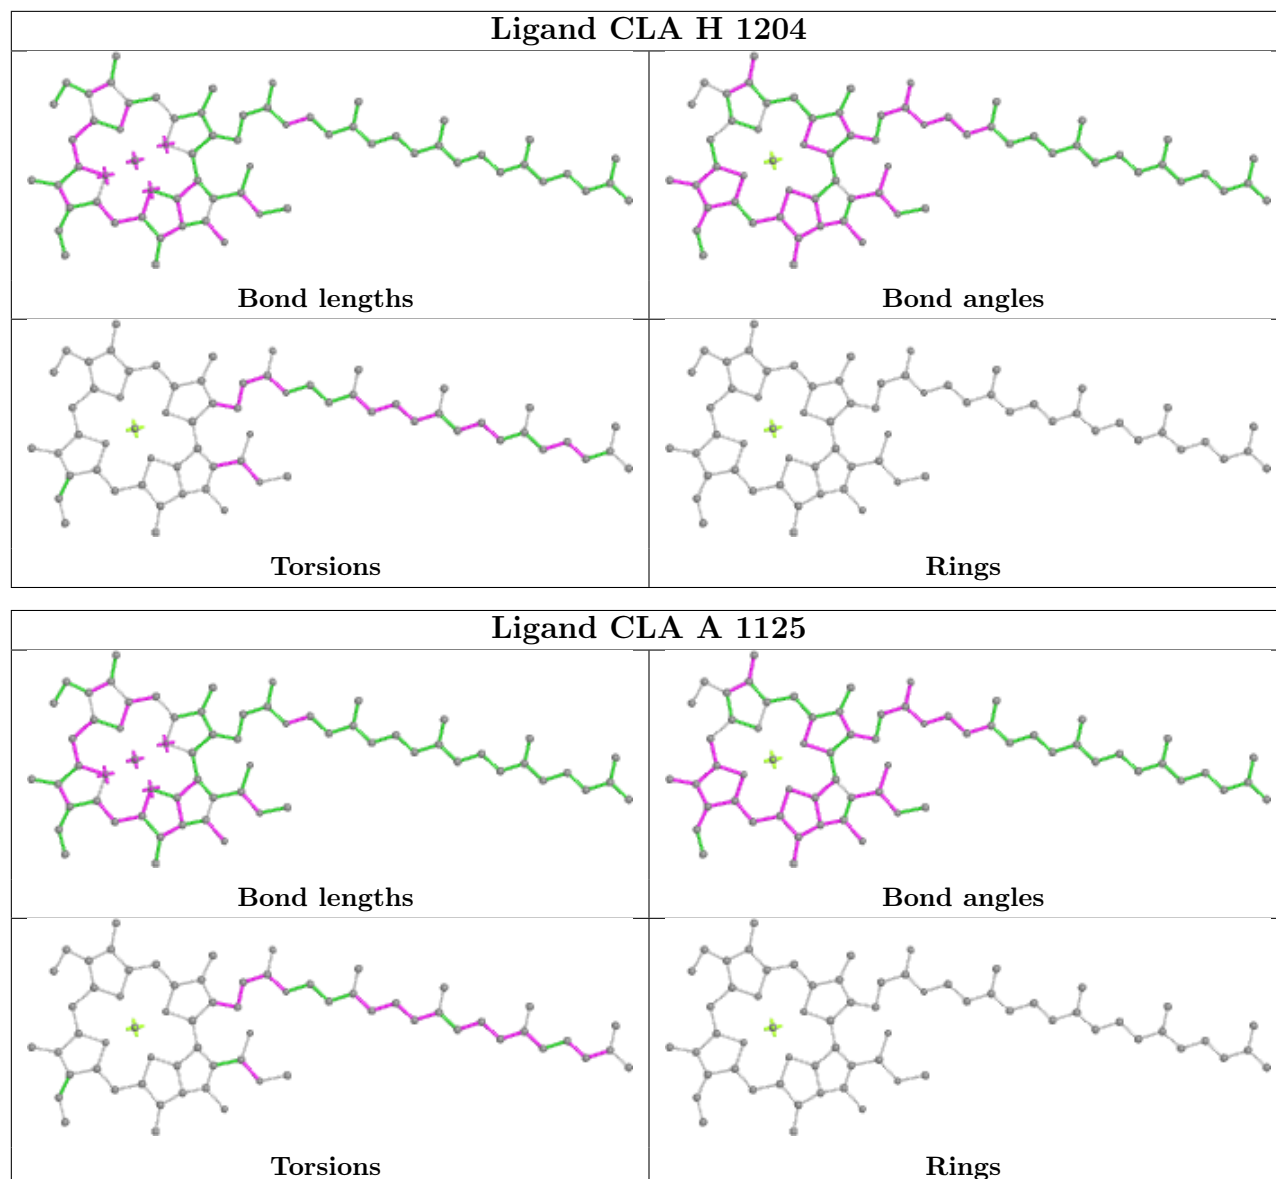 Ligand CLA H 1204
Bond lengths
Bond angles
Torsions
Rings
Ligand CLA A 1125
Bond lengths
Bond angles
Torsions
Rings